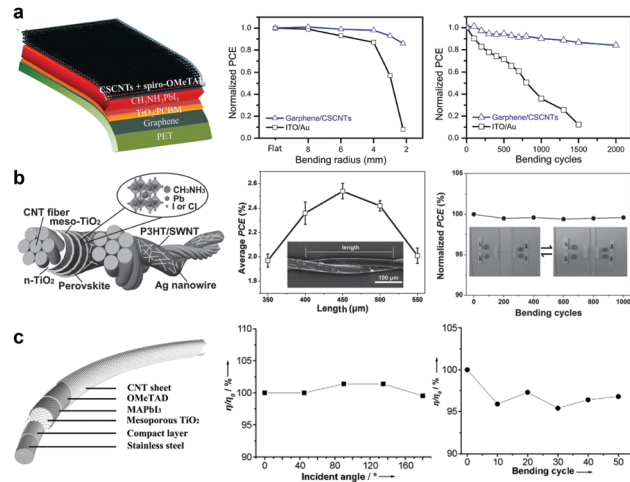 a
CSCNTs + spiro-OMeTAD
CH₃NH₃PbI₃
TiO₂/PCBM
Graphene
PET
Normalized PCE
1.0
0.8
0.6
0.4
0.2
0.0
Garphene/CSCNTs
ITO/Au
Flat
8
6
4
2
Bending radius (mm)
Normalized PCE
1.0
0.8
0.6
0.4
0.2
0.0
Garphene/CSCNTs
ITO/Au
0
500
1000
1500
2000
Bending cycles
b
CH3NH3
Pb
I or Cl
CNT fiber
meso-TiO₂
P3HT/SWNT
n-TiO₂
Perovskite
Ag nanowire
Average PCE (%)
2.6
2.4
2.2
2.0
1.8
length
100 µm
350
400
450
500
550
Length (µm)
Normalized PCE (%)
105
100
95
90
0
200
400
600
800
1000
Bending cycles
c
CNT sheet
OMeTAD
MAPbI₃
Mesoporous TiO₂
Compact layer
Stainless steel
η/η₀ / %
110
105
100
95
90
0
40
80
120
160
Incident angle / °
η/η₀ / %
105
100
95
90
0
10
20
30
40
50
Bending cycle